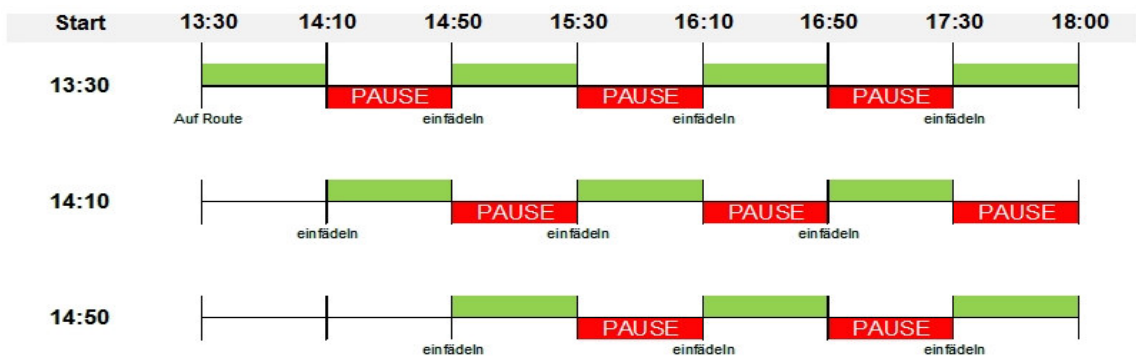 Start 13:30 14:10 14:50 15:30 16:10 16:50 17:30 18:00
13:30
PAUSE PAUSE PAUSE
Auf Route einfädeln einfädeln einfädeln
14:10
PAUSE PAUSE PAUSE
einfädeln einfädeln einfädeln
14:50
PAUSE PAUSE
einfädeln einfädeln einfädeln